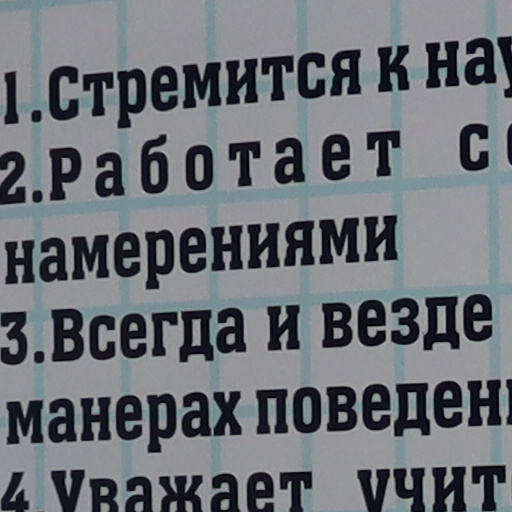 1.Стремится к нау
2.Работает с
намерениями
3.Всегда и везде
манерах поведен
4.Уважает учит